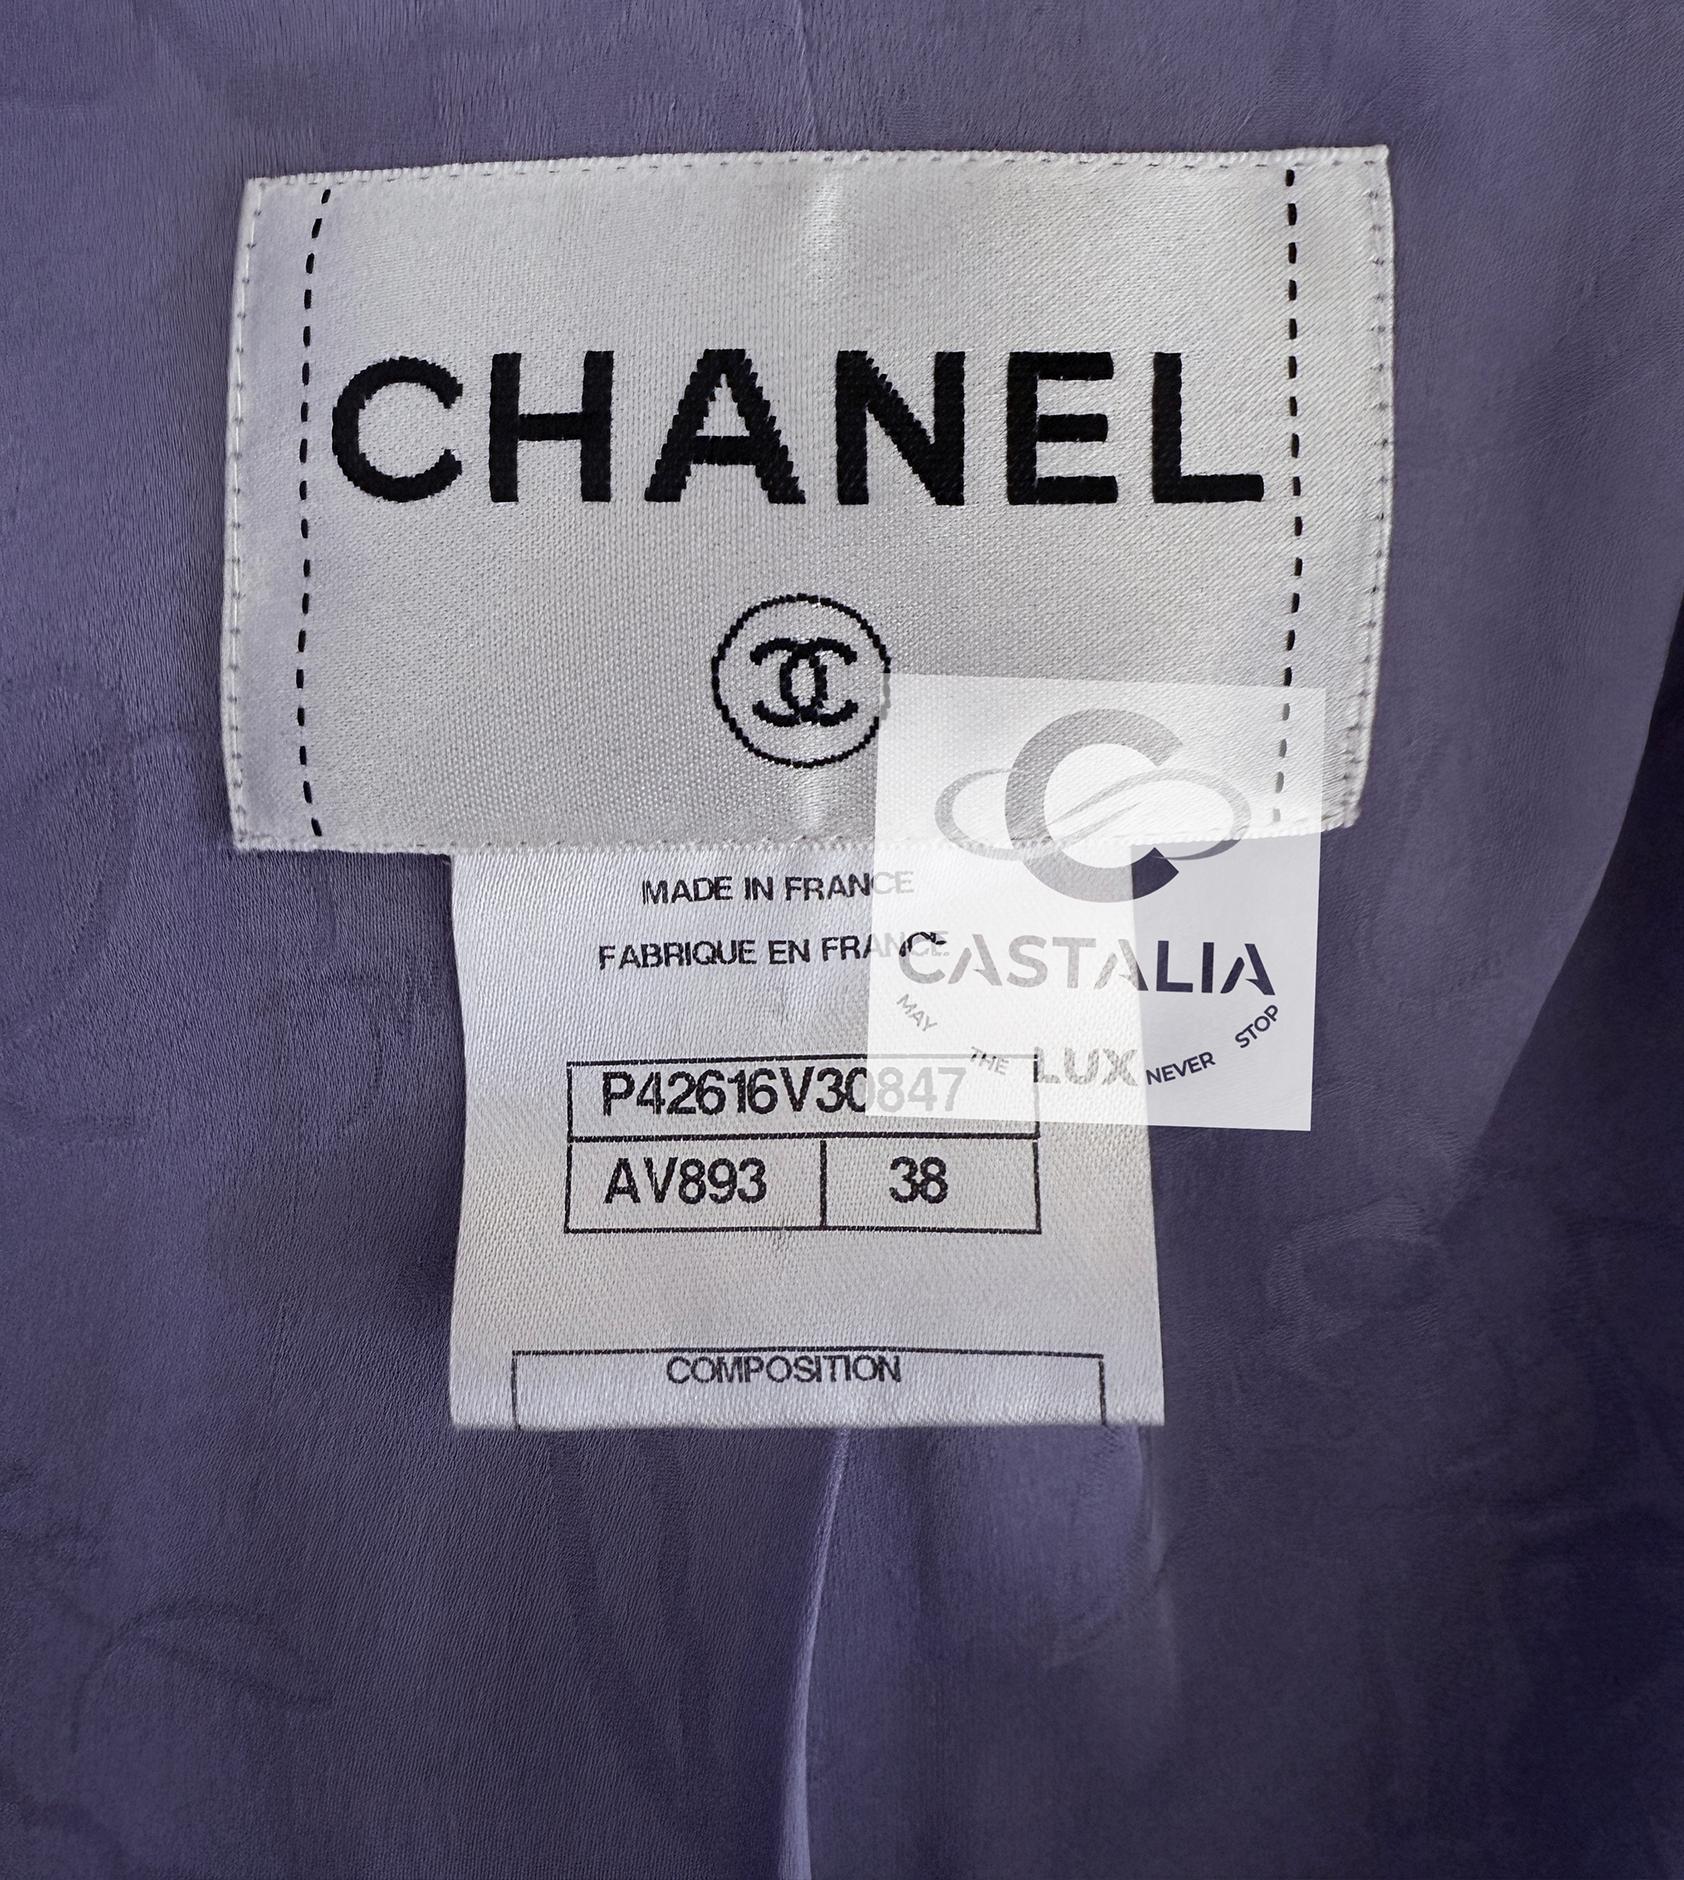 CHANEL
MADE IN FRANCE
FABRIQUE EN FRANCE
CASTALIA
MAY THE LUX NEVER STOP
P42616V30847
AV893 38
COMPOSITION